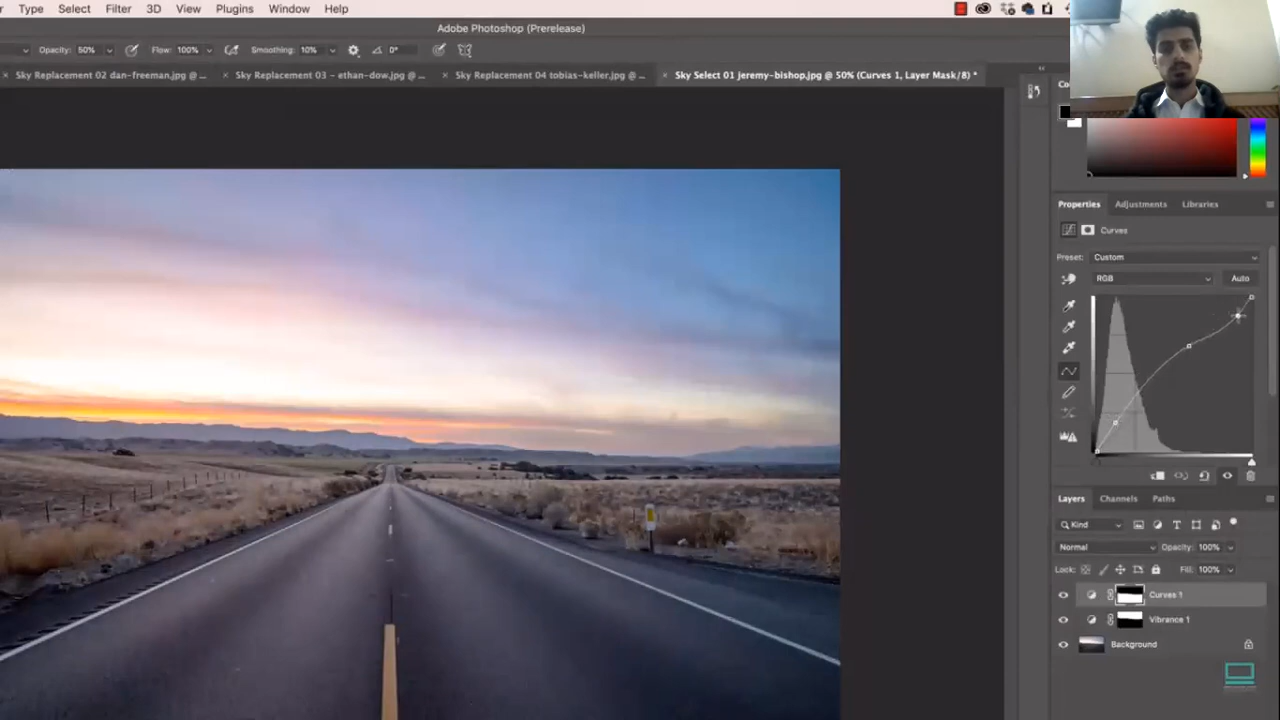 Type Select Filter 3D View Plugins Window Help
Adobe Photoshop (Prerelease)
Opacity: 50% Flow: 100% Smoothing: 10% 0°
Sky Replacement 02 dan-freeman.jpg @ ... Sky Replacement 03 - ethan-dow.jpg @ ... Sky Replacement 04 tobias-keller.jpg @ ... Sky Select 01 jeremy-bishop.jpg @ 50% (Curves 1, Layer Mask/8) *
Properties Adjustments Libraries
Curves
Preset: Custom
RGB Auto
Layers Channels Paths
Kind
Normal Opacity: 100%
Lock: Fill: 100%
Curves 1
Vibrance 1
Background